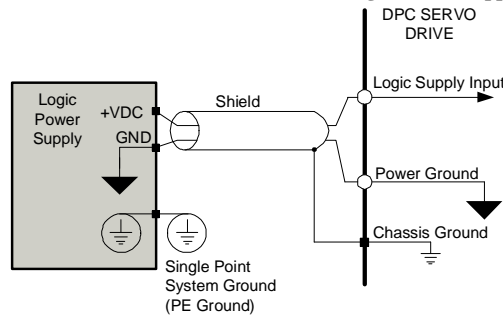 DPC SERVO
DRIVE
Logic
Power
Supply
+VDC
GND
Shield
Logic Supply Input
Power Ground
Chassis Ground
Single Point
System Ground
(PE Ground)